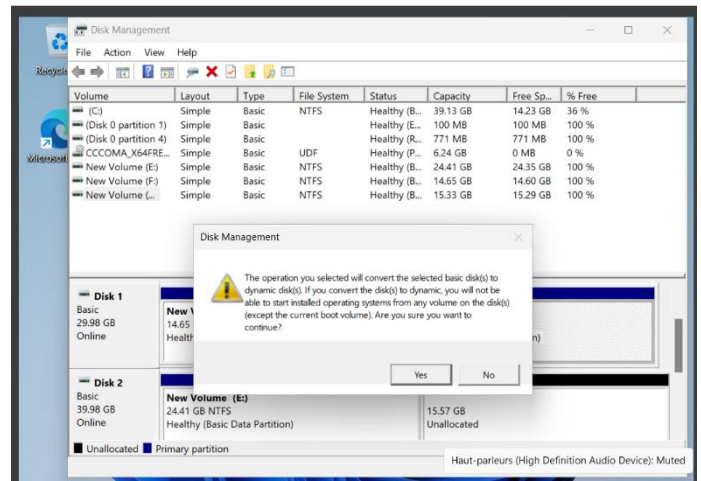 Disk Management
File Action View Help
Volume Layout Type File System Status Capacity Free Sp... % Free
(C:) Simple Basic NTFS Healthy (B... 39.13 GB 14.23 GB 36 %
(Disk 0 partition 1) Simple Basic Healthy (E... 100 MB 100 MB 100 %
(Disk 0 partition 4) Simple Basic Healthy (R... 771 MB 771 MB 100 %
CCCOMA_X64FRE... Simple Basic UDF Healthy (P... 6.24 GB 0 MB 0 %
New Volume (E:) Simple Basic NTFS Healthy (B... 24.41 GB 24.35 GB 100 %
New Volume (F:) Simple Basic NTFS Healthy (B... 14.65 GB 14.60 GB 100 %
New Volume (... Simple Basic NTFS Healthy (B... 15.33 GB 15.29 GB 100 %
Recycle
Microsoft
Disk Management
The operation you selected will convert the selected basic disk(s) to
dynamic disk(s). If you convert the disk(s) to dynamic, you will not be
able to start installed operating systems from any volume on the disk(s)
(except the current boot volume). Are you sure you want to
continue?
Yes No
Disk 1
Basic New V
29.98 GB 14.65 
Online Health n)
Disk 2
Basic New Volume (E:)
39.98 GB 24.41 GB NTFS 15.57 GB
Online Healthy (Basic Data Partition) Unallocated
Unallocated Primary partition
Haut-parleurs (High Definition Audio Device): Muted